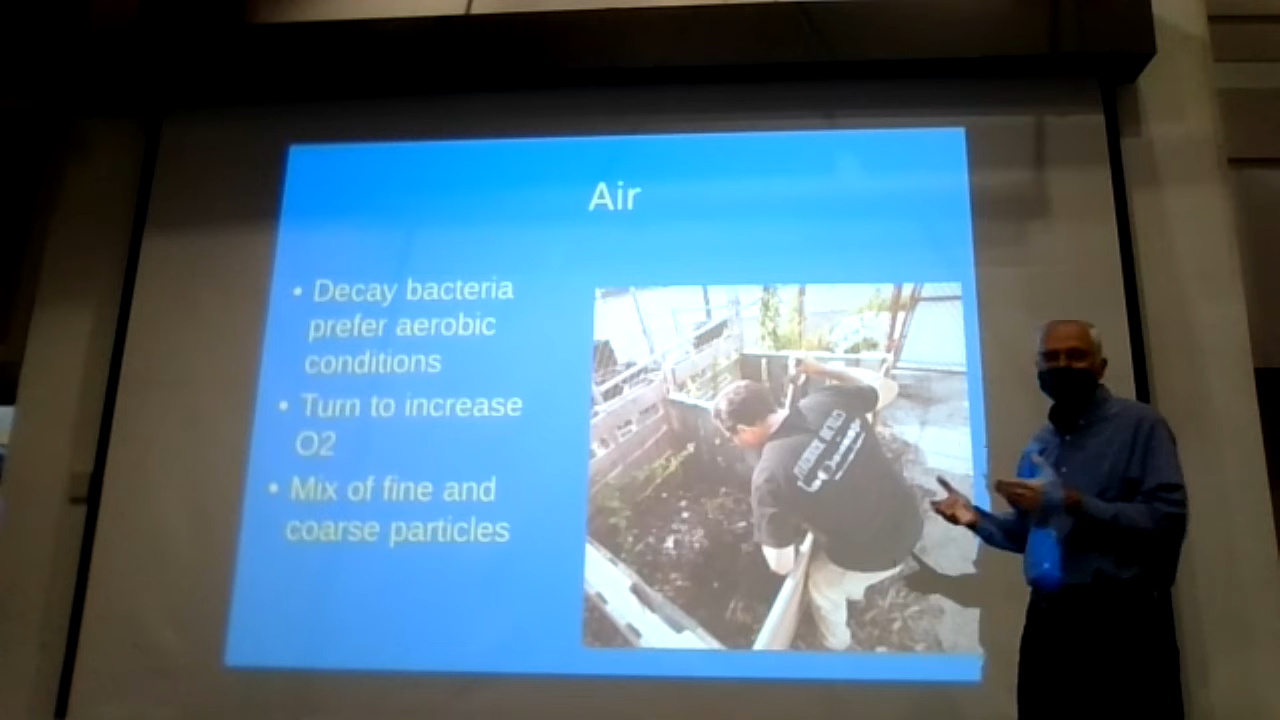 Air
• Decay bacteria
prefer aerobic
conditions
• Turn to increase
O2
• Mix of fine and
coarse particles